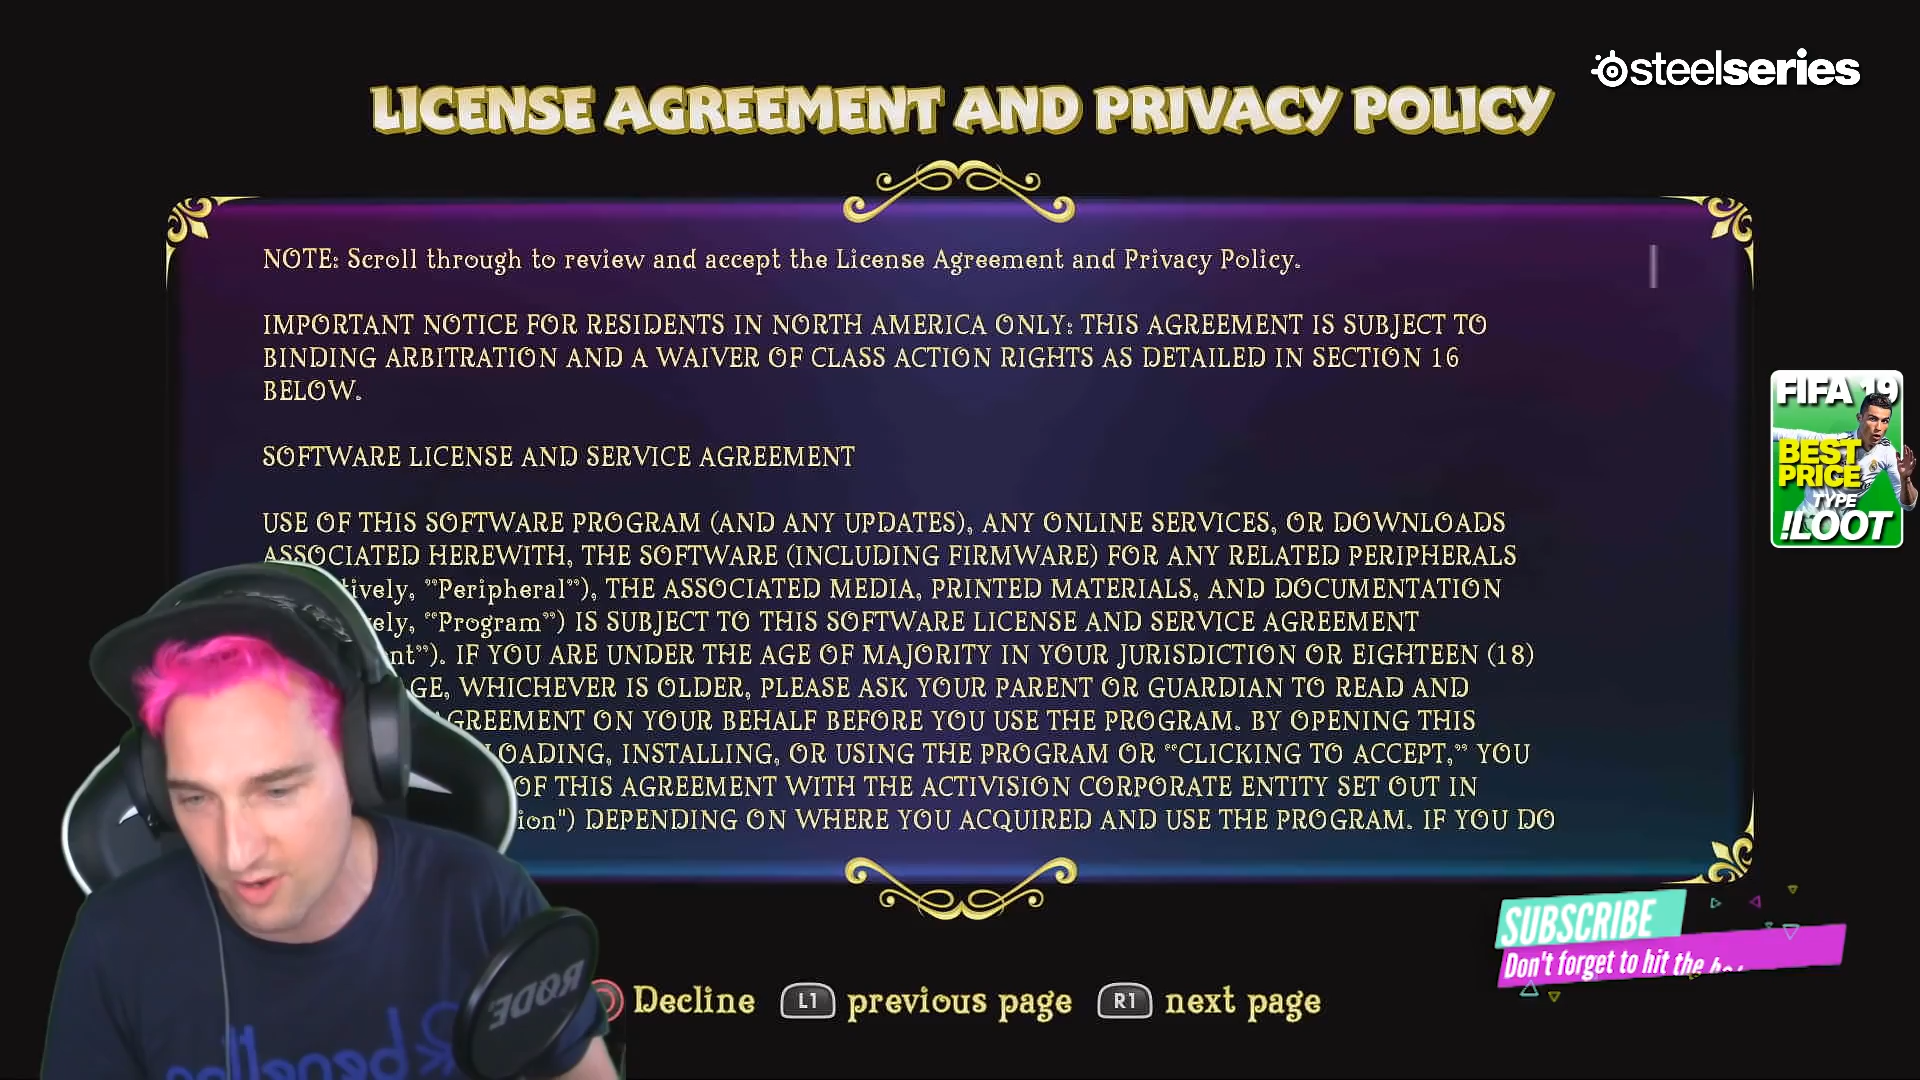 steelseries
LICENSE AGREEMENT AND PRIVACY POLICY
NOTE: Scroll through to review and accept the License Agreement and Privacy Policy.
IMPORTANT NOTICE FOR RESIDENTS IN NORTH AMERICA ONLY: THIS AGREEMENT IS SUBJECT TO
BINDING ARBITRATION AND A WAIVER OF CLASS ACTION RIGHTS AS DETAILED IN SECTION 16
BELOW.
SOFTWARE LICENSE AND SERVICE AGREEMENT
USE OF THIS SOFTWARE PROGRAM (AND ANY UPDATES), ANY ONLINE SERVICES, OR DOWNLOADS
ASSOCIATED HEREWITH, THE SOFTWARE (INCLUDING FIRMWARE) FOR ANY RELATED PERIPHERALS
tively, ”Peripheral”), THE ASSOCIATED MEDIA, PRINTED MATERIALS, AND DOCUMENTATION
ely, “Program”) IS SUBJECT TO THIS SOFTWARE LICENSE AND SERVICE AGREEMENT
nt”). IF YOU ARE UNDER THE AGE OF MAJORITY IN YOUR JURISDICTION OR EIGHTEEN (18)
GE, WHICHEVER IS OLDER, PLEASE ASK YOUR PARENT OR GUARDIAN TO READ AND
AGREEMENT ON YOUR BEHALF BEFORE YOU USE THE PROGRAM. BY OPENING THIS
LOADING, INSTALLING, OR USING THE PROGRAM OR “CLICKING TO ACCEPT,” YOU
OF THIS AGREEMENT WITH THE ACTIVISION CORPORATE ENTITY SET OUT IN
ion") DEPENDING ON WHERE YOU ACQUIRED AND USE THE PROGRAM. IF YOU DO
FIFA 19
BEST
PRICE
TYPE
!LOOT
SUBSCRIBE
Don't forget to hit the
RODE
Decline L1 previous page R1 next page